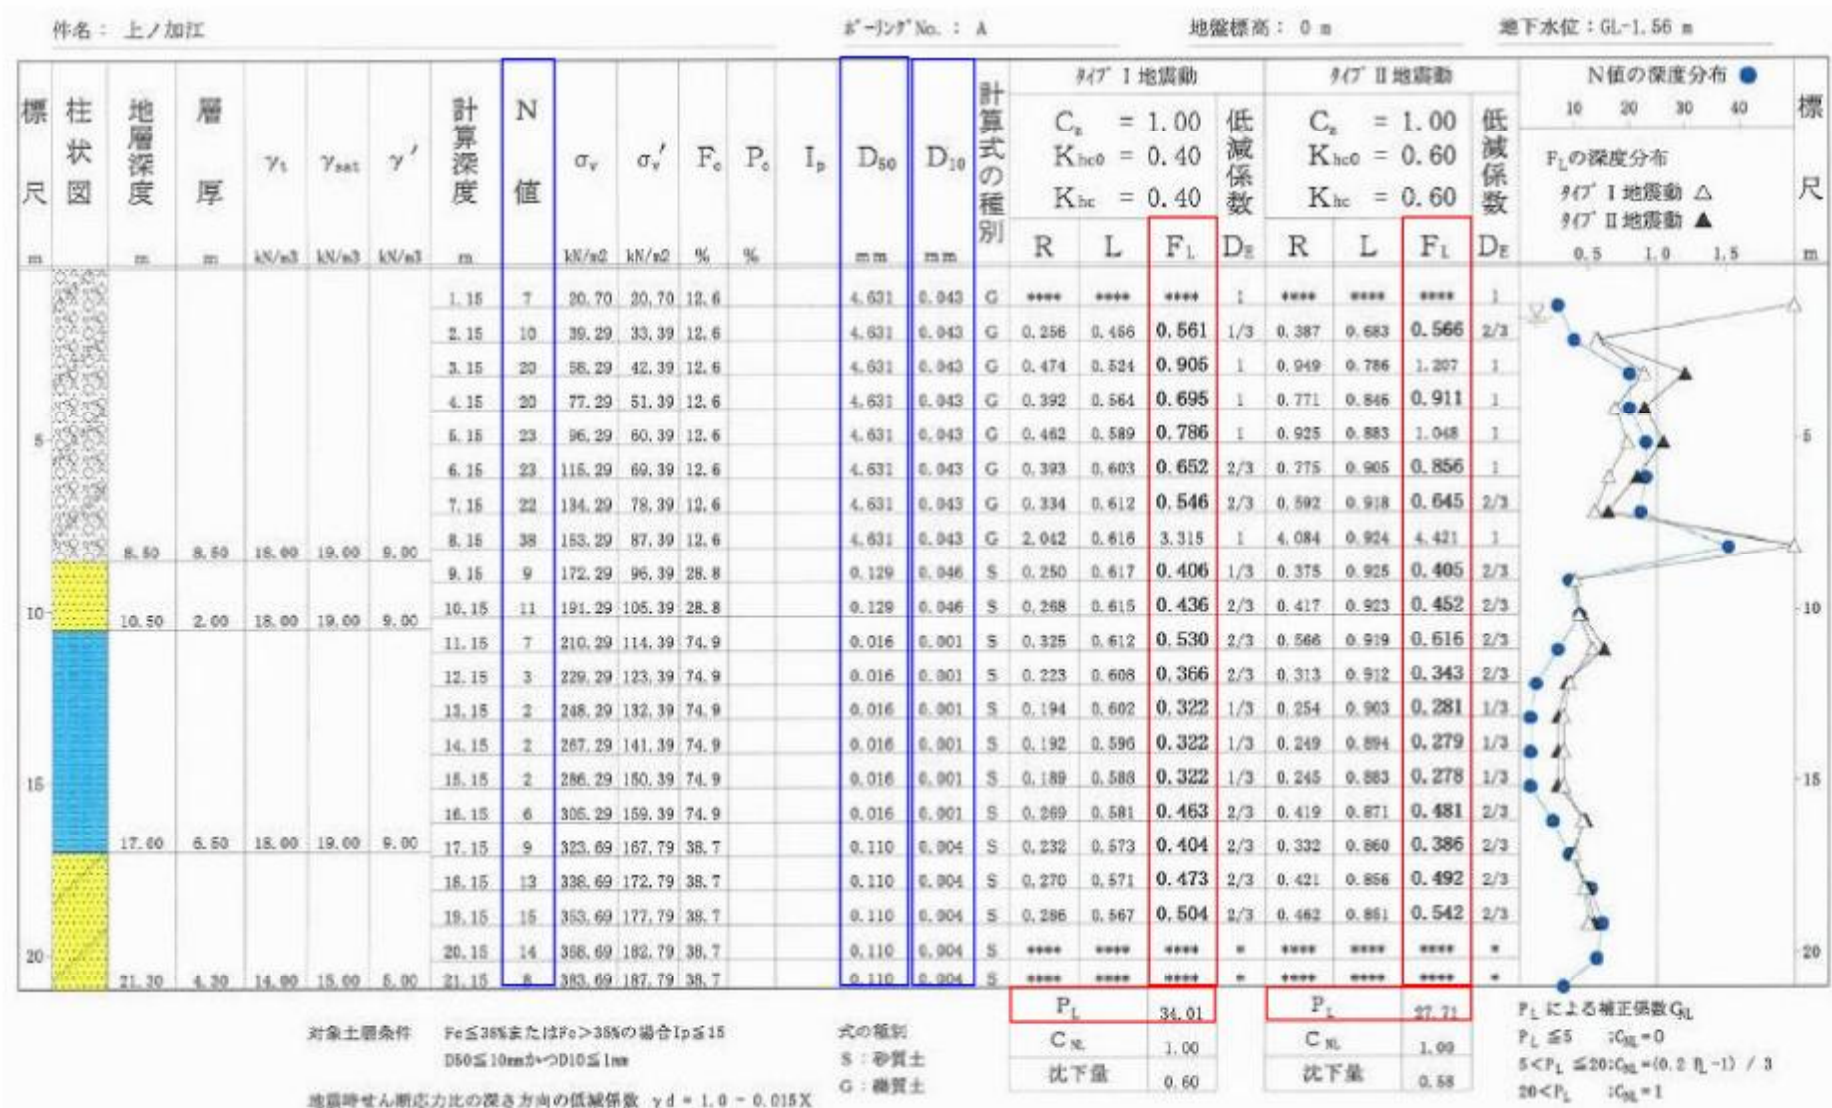 件名： 上ノ加江 ﾎﾞｰﾘﾝｸﾞNo.： A 地盤標高： 0 m 地下水位：GL-1.56 m
標尺 柱状図 地層深度 層厚 γt γsat γ' 計算深度 N値 σv σv' Fc Pc Ip D50 D10 計算式の種別
ﾀｲﾌﾟⅠ地震動 ﾀｲﾌﾟⅡ地震動 N値の深度分布
10 20 30 40
Cz = 1.00 低減係数 Cz = 1.00 低減係数 標尺
Khc0 = 0.40 Khc0 = 0.60 FLの深度分布
Khc = 0.40 Khc = 0.60 ﾀｲﾌﾟⅠ地震動 △
ﾀｲﾌﾟⅡ地震動 ▲
R L FL DE R L FL DE 0.5 1.0 1.5
m m m kN/m3 kN/m3 kN/m3 m kN/m2 kN/m2 % % mm mm m
1.15 7 20.70 20.70 12.6 4.631 0.043 G **** **** **** 1 **** **** **** 1
2.15 10 39.29 33.39 12.6 4.631 0.043 G 0.256 0.456 0.561 1/3 0.387 0.683 0.566 2/3
3.15 20 58.29 42.39 12.6 4.631 0.043 G 0.474 0.524 0.905 1 0.949 0.786 1.207 1
4.15 20 77.29 51.39 12.6 4.631 0.043 G 0.392 0.564 0.695 1 0.771 0.846 0.911 1
5 5.15 23 96.29 60.39 12.6 4.631 0.043 G 0.462 0.589 0.786 1 0.925 0.883 1.048 1 5
6.15 23 115.29 69.39 12.6 4.631 0.043 G 0.393 0.603 0.652 2/3 0.775 0.905 0.856 1
7.15 22 134.29 78.39 12.6 4.631 0.043 G 0.334 0.612 0.546 2/3 0.592 0.918 0.645 2/3
8.50 8.50 18.00 19.00 9.00 8.15 38 153.29 87.39 12.6 4.631 0.043 G 2.042 0.616 3.315 1 4.084 0.924 4.421 1
9.15 9 172.29 96.39 28.8 0.129 0.046 S 0.250 0.617 0.406 1/3 0.375 0.925 0.405 2/3
10 10.50 2.00 18.00 19.00 9.00 10.15 11 191.29 105.39 28.8 0.129 0.046 S 0.268 0.615 0.436 2/3 0.417 0.923 0.452 2/3 10
11.15 7 210.29 114.39 74.9 0.016 0.001 S 0.325 0.612 0.530 2/3 0.566 0.919 0.616 2/3
12.15 3 229.29 123.39 74.9 0.016 0.001 S 0.223 0.608 0.366 2/3 0.313 0.912 0.343 2/3
13.15 2 248.29 132.39 74.9 0.016 0.001 S 0.194 0.602 0.322 1/3 0.254 0.903 0.281 1/3
14.15 2 267.29 141.39 74.9 0.016 0.001 S 0.192 0.596 0.322 1/3 0.249 0.894 0.279 1/3
15 15.15 2 286.29 150.39 74.9 0.016 0.001 S 0.189 0.588 0.322 1/3 0.245 0.883 0.278 1/3 15
16.15 6 305.29 159.39 74.9 0.016 0.001 S 0.269 0.581 0.463 2/3 0.419 0.871 0.481 2/3
17.00 6.50 18.00 19.00 9.00 17.15 9 323.69 167.79 38.7 0.110 0.004 S 0.232 0.573 0.404 2/3 0.332 0.860 0.386 2/3
18.15 13 338.69 172.79 38.7 0.110 0.004 S 0.270 0.571 0.473 2/3 0.421 0.856 0.492 2/3
19.15 15 353.69 177.79 38.7 0.110 0.004 S 0.286 0.567 0.504 2/3 0.462 0.851 0.542 2/3
20 20.15 14 368.69 182.79 38.7 0.110 0.004 S **** **** **** * **** **** **** * 20
21.30 4.30 14.00 15.00 5.00 21.15 8 383.69 187.79 38.7 0.110 0.004 S **** **** **** * **** **** **** *
PL 34.01 PL 27.71 PLによる補正係数CNL
対象土層条件 Fc≦35%またはFc>35%の場合Ip≦15 式の種別 CNL 1.00 CNL 1.00 PL≦5 ;CNL=0
D50≦10mmかつD10≦1mm S：砂質土 5<PL≦20;CNL=(0.2PL-1) / 3
G：礫質土 沈下量 0.60 沈下量 0.58 20<PL ;CNL=1
地震時せん断応力比の深さ方向の低減係数 γd = 1.0 - 0.015X